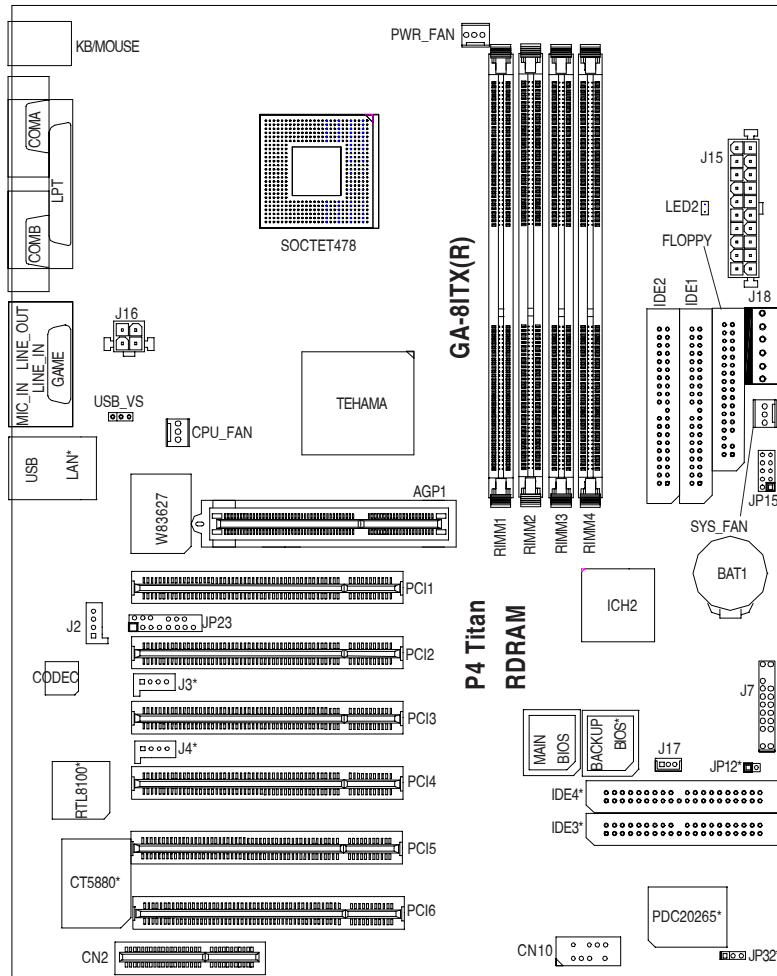 KB/MOUSE
PWR_FAN
COMA
LPT
COMB
SOCTET478
J15
LED2
FLOPPY
GA-8ITX(R)
IDE2
IDE1
J18
J16
MIC_IN LINE_OUT
LINE_IN
GAME
USB_VS
TEHAMA
CPU_FAN
USB
LAN*
W83627
AGP1
RIMM1
RIMM2
RIMM3
RIMM4
JP15
SYS_FAN
BAT1
PCI1
ICH2
J2
JP23
P4 Titan
RDRAM
PCI2
CODEC
J3*
J7
PCI3
MAIN
BIOS
BACKUP
BIOS*
J17
JP12*
J4*
RTL8100*
PCI4
IDE4*
IDE3*
PCI5
CT5880*
PCI6
PDC20265*
CN2
CN10
JP32*